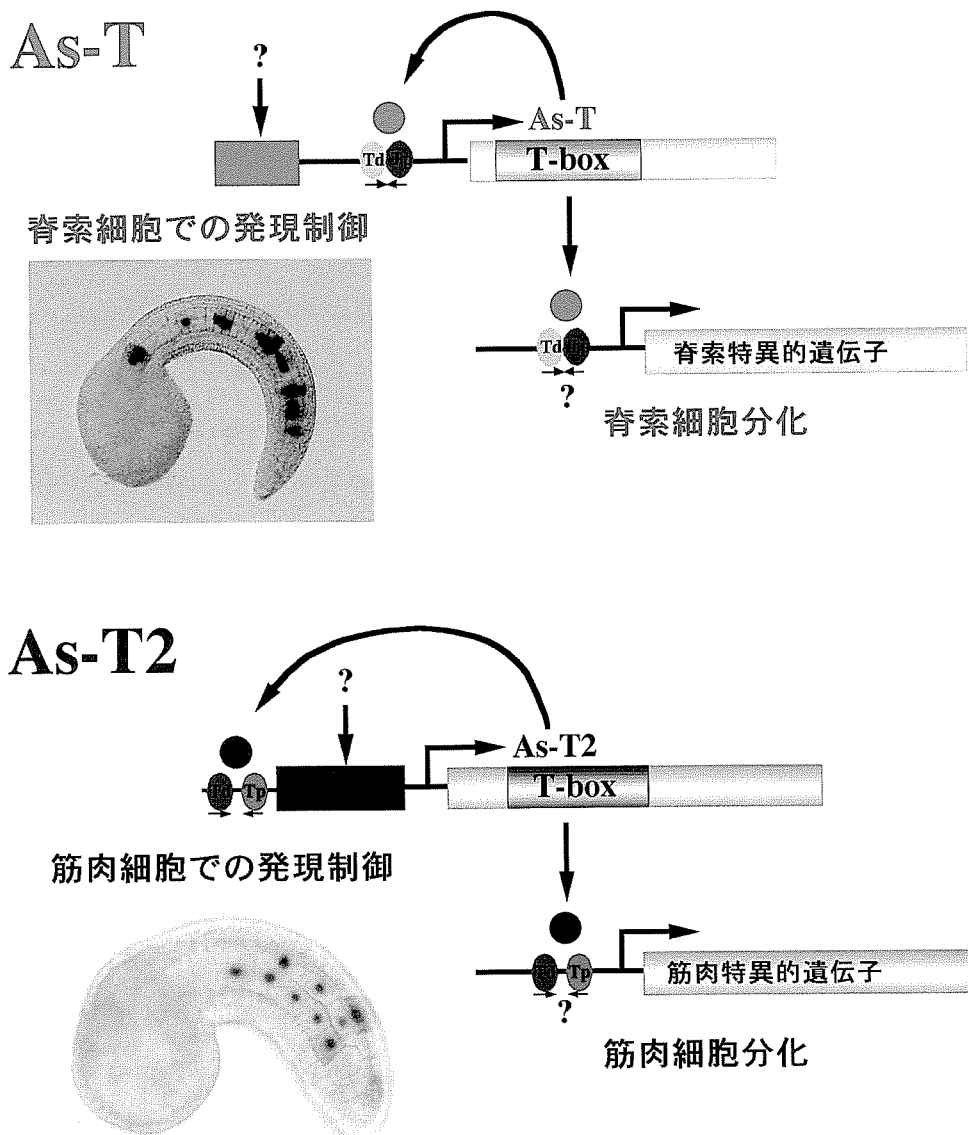 As-T
?
As-T
Td
T-box
脊索細胞での発現制御
Td
脊索特異的遺伝子
?
脊索細胞分化
As-T2
?
As-T2
Td
Tp
T-box
筋肉細胞での発現制御
Td
Tp
筋肉特異的遺伝子
?
筋肉細胞分化